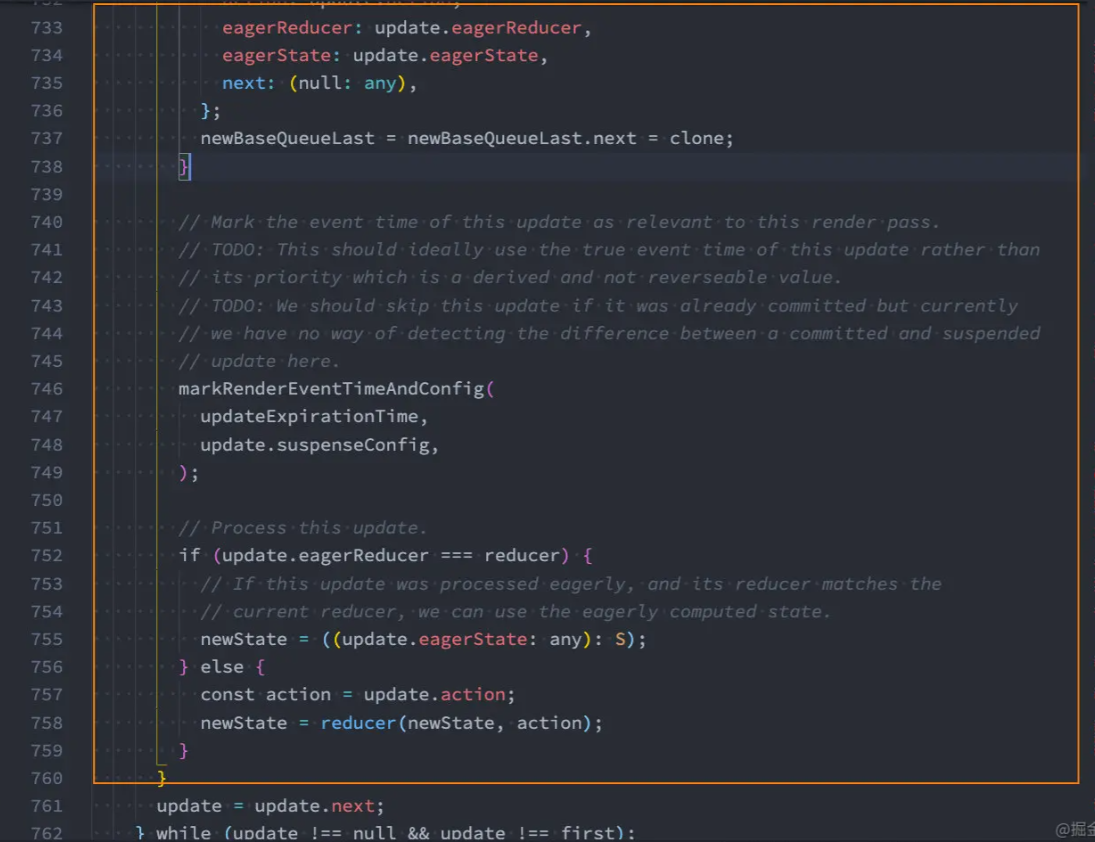 733 eagerReducer: update.eagerReducer,
734 eagerState: update.eagerState,
735 next: (null: any),
736 };
737 newBaseQueueLast = newBaseQueueLast.next = clone;
738 }
739
740 // Mark the event time of this update as relevant to this render pass.
741 // TODO: This should ideally use the true event time of this update rather than
742 // its priority which is a derived and not reverseable value.
743 // TODO: We should skip this update if it was already committed but currently
744 // we have no way of detecting the difference between a committed and suspended
745 // update here.
746 markRenderEventTimeAndConfig(
747 updateExpirationTime,
748 update.suspenseConfig,
749 );
750
751 // Process this update.
752 if (update.eagerReducer === reducer) {
753 // If this update was processed eagerly, and its reducer matches the
754 // current reducer, we can use the eagerly computed state.
755 newState = ((update.eagerState: any): S);
756 } else {
757 const action = update.action;
758 newState = reducer(newState, action);
759 }
760 }
761 update = update.next;
762 } while (update !== null && update !== first);
@掘金